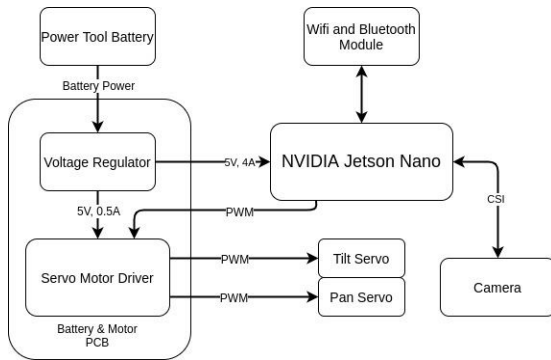 Power Tool Battery
Wifi and Bluetooth
Module
Battery Power
Voltage Regulator
5V, 4A
NVIDIA Jetson Nano
5V, 0.5A
PWM
CSI
Servo Motor Driver
PWM
Tilt Servo
PWM
Pan Servo
Camera
Battery & Motor
PCB